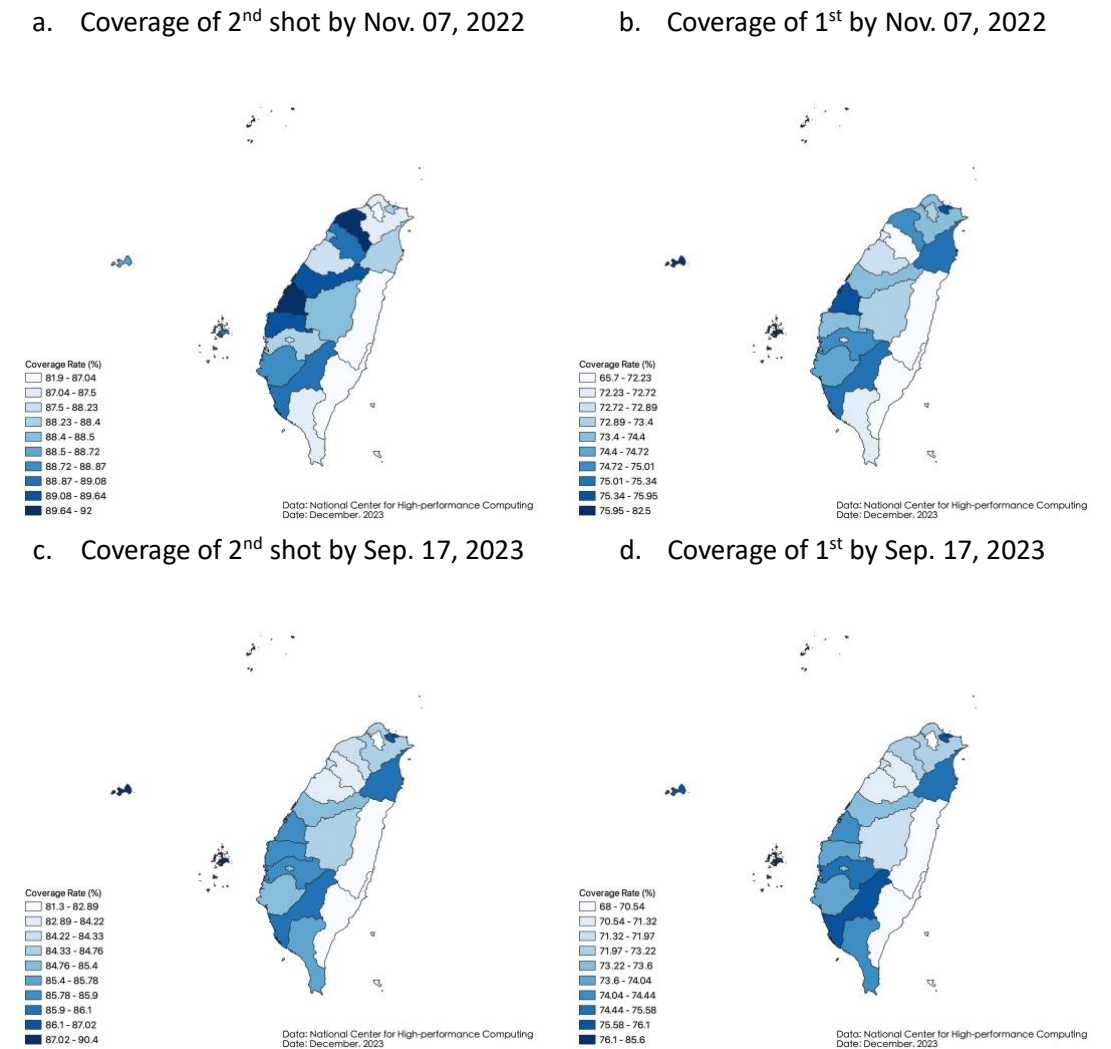 a. Coverage of 2nd shot by Nov. 07, 2022
b. Coverage of 1st by Nov. 07, 2022
Coverage Rate (%)
81.9 - 87.04
87.04 - 87.5
87.5 - 88.23
88.23 - 88.4
88.4 - 88.5
88.5 - 88.72
88.72 - 88.87
88.87 - 89.08
89.08 - 89.64
89.64 - 92
Data: National Center for High-performance Computing
Date: December, 2023
Coverage Rate (%)
65.7 - 72.23
72.23 - 72.72
72.72 - 72.89
72.89 - 73.4
73.4 - 74.4
74.4 - 74.72
74.72 - 75.01
75.01 - 75.34
75.34 - 75.95
75.95 - 82.5
Data: National Center for High-performance Computing
Date: December, 2023
c. Coverage of 2nd shot by Sep. 17, 2023
d. Coverage of 1st by Sep. 17, 2023
Coverage Rate (%)
81.3 - 82.89
82.89 - 84.22
84.22 - 84.33
84.33 - 84.76
84.76 - 85.4
85.4 - 85.78
85.78 - 85.9
85.9 - 86.1
86.1 - 87.02
87.02 - 90.4
Data: National Center for High-performance Computing
Date: December, 2023
Coverage Rate (%)
68 - 70.54
70.54 - 71.32
71.32 - 71.97
71.97 - 73.22
73.22 - 73.6
73.6 - 74.04
74.04 - 74.44
74.44 - 75.58
75.58 - 76.1
76.1 - 85.6
Data: National Center for High-performance Computing
Date: December, 2023